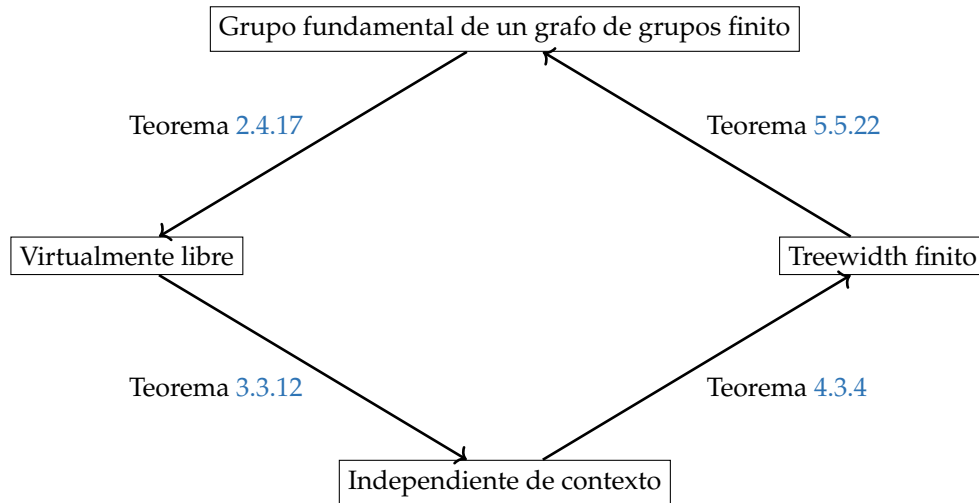 Grupo fundamental de un grafo de grupos finito
Teorema 2.4.17
Teorema 5.5.22
Virtualmente libre
Treewidth finito
Teorema 3.3.12
Teorema 4.3.4
Independiente de contexto